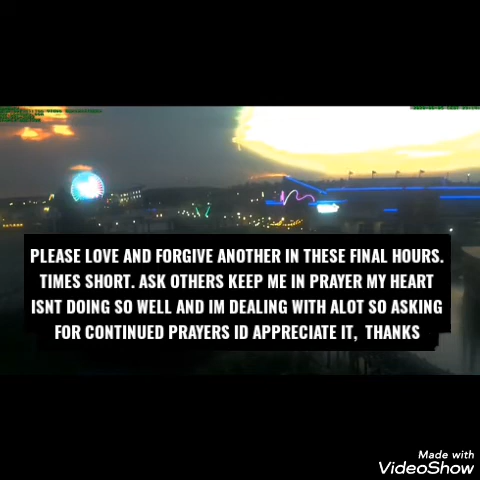 PLEASE LOVE AND FORGIVE ANOTHER IN THESE FINAL HOURS.
TIMES SHORT. ASK OTHERS KEEP ME IN PRAYER MY HEART
ISNT DOING SO WELL AND IM DEALING WITH ALOT SO ASKING
FOR CONTINUED PRAYERS ID APPRECIATE IT, THANKS
Made with
VideoShow